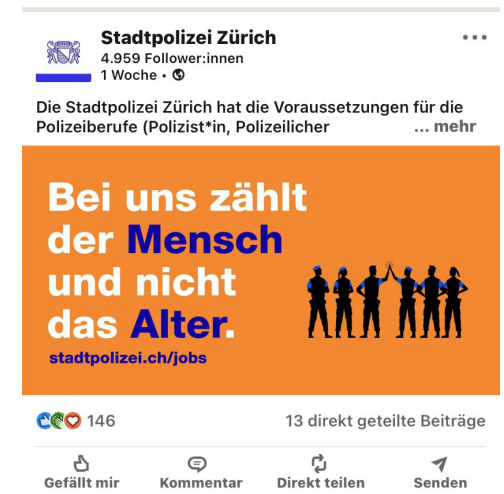 Stadtpolizei Zürich
4.959 Follower:innen
1 Woche •
Die Stadtpolizei Zürich hat die Voraussetzungen für die
Polizeiberufe (Polizist*in, Polizeilicher ... mehr
Bei uns zählt
der Mensch
und nicht
das Alter.
stadtpolizei.ch/jobs
146 13 direkt geteilte Beiträge
Gefällt mir Kommentar Direkt teilen Senden